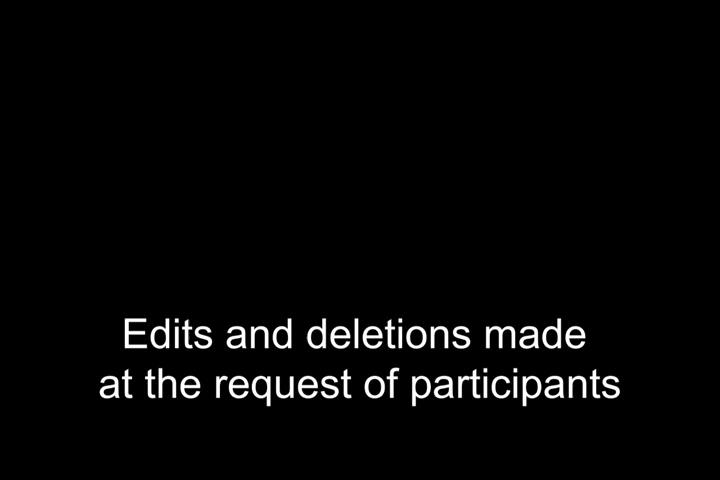 Edits and deletions made
at the request of participants